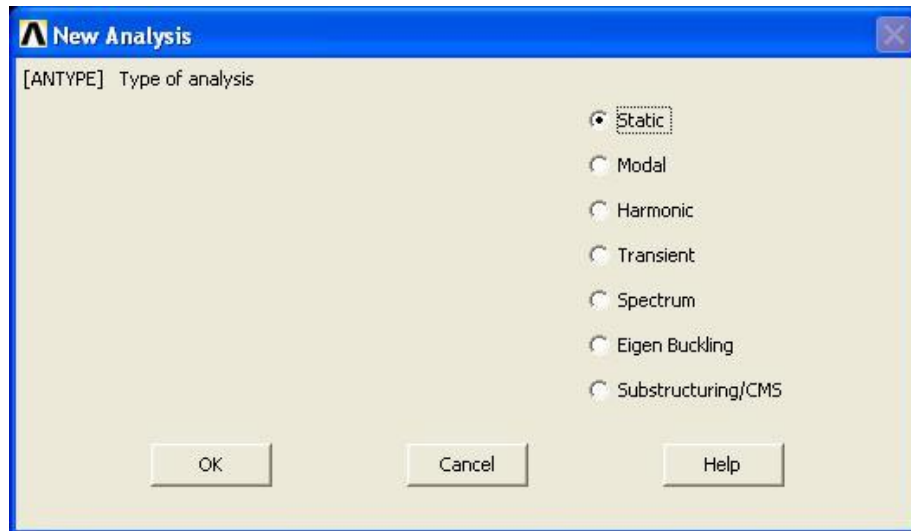 New Analysis
[ANTYPE] Type of analysis
Static
Modal
Harmonic
Transient
Spectrum
Eigen Buckling
Substructuring/CMS
OK Cancel Help